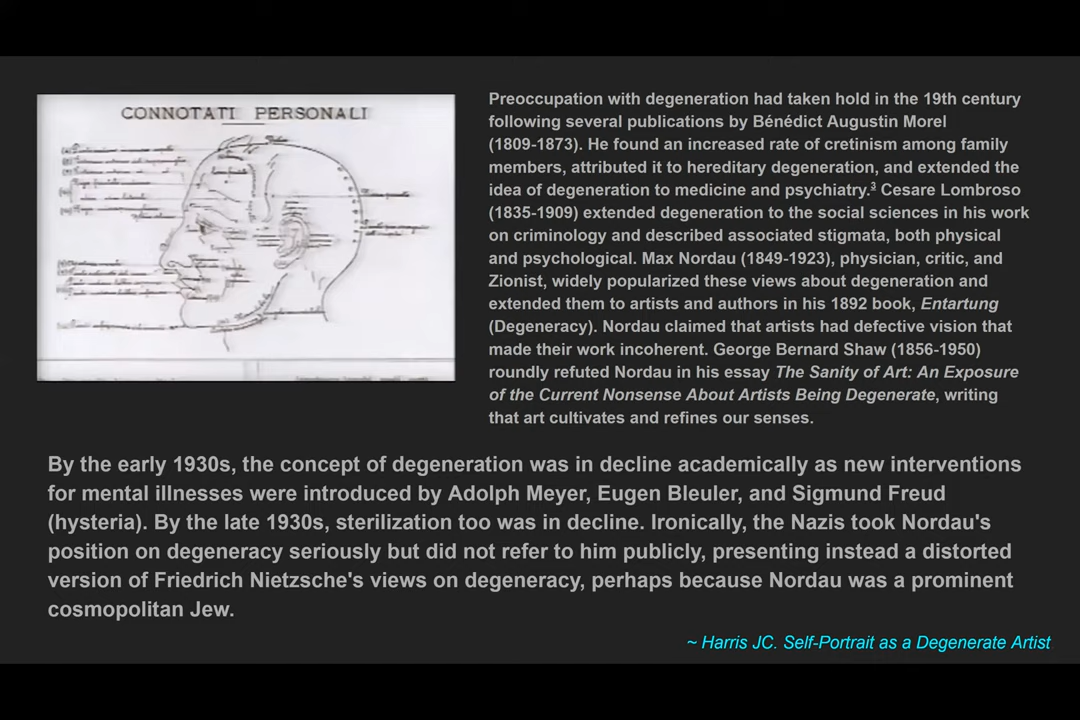 CONNOTATI PERSONALI
Preoccupation with degeneration had taken hold in the 19th century
following several publications by Bénédict Augustin Morel
(1809-1873). He found an increased rate of cretinism among family
members, attributed it to hereditary degeneration, and extended the
idea of degeneration to medicine and psychiatry.3 Cesare Lombroso
(1835-1909) extended degeneration to the social sciences in his work
on criminology and described associated stigmata, both physical
and psychological. Max Nordau (1849-1923), physician, critic, and
Zionist, widely popularized these views about degeneration and
extended them to artists and authors in his 1892 book, Entartung
(Degeneracy). Nordau claimed that artists had defective vision that
made their work incoherent. George Bernard Shaw (1856-1950)
roundly refuted Nordau in his essay The Sanity of Art: An Exposure
of the Current Nonsense About Artists Being Degenerate, writing
that art cultivates and refines our senses.
By the early 1930s, the concept of degeneration was in decline academically as new interventions
for mental illnesses were introduced by Adolph Meyer, Eugen Bleuler, and Sigmund Freud
(hysteria). By the late 1930s, sterilization too was in decline. Ironically, the Nazis took Nordau's
position on degeneracy seriously but did not refer to him publicly, presenting instead a distorted
version of Friedrich Nietzsche's views on degeneracy, perhaps because Nordau was a prominent
cosmopolitan Jew.
~ Harris JC. Self-Portrait as a Degenerate Artist